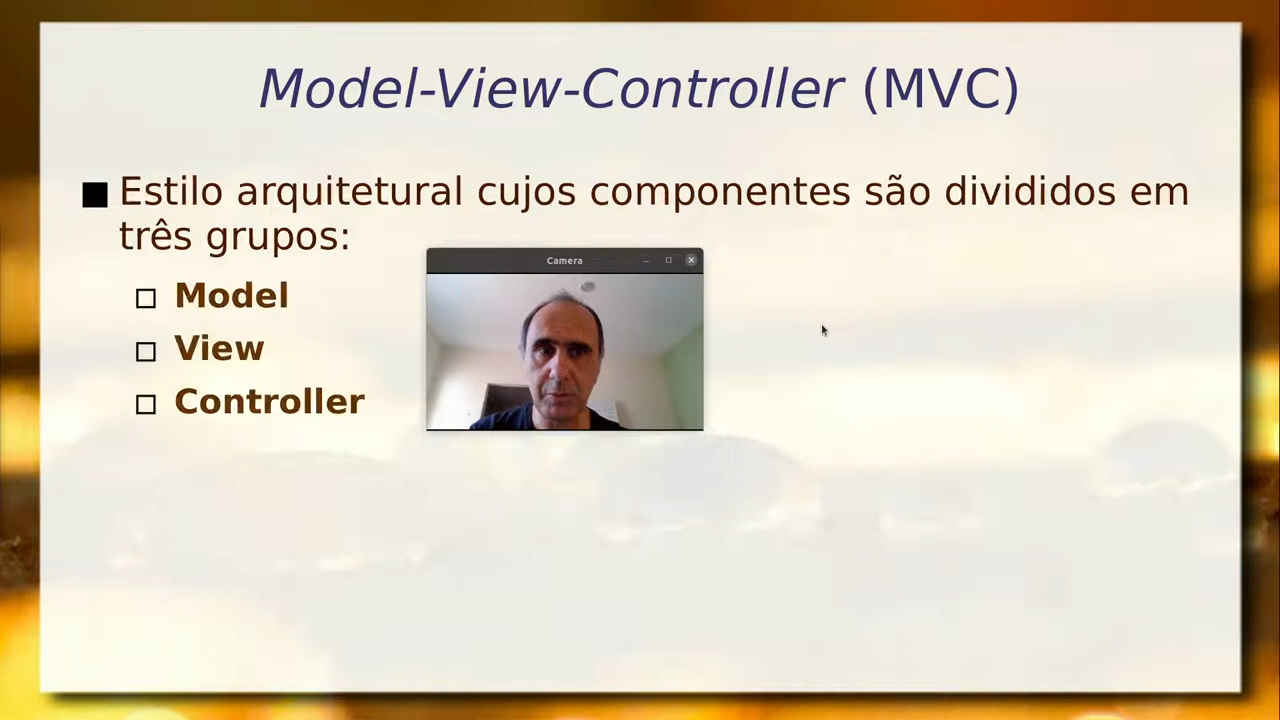 Model-View-Controller (MVC)
Estilo arquitetural cujos componentes são divididos em
três grupos:
Camera
Model
View
Controller